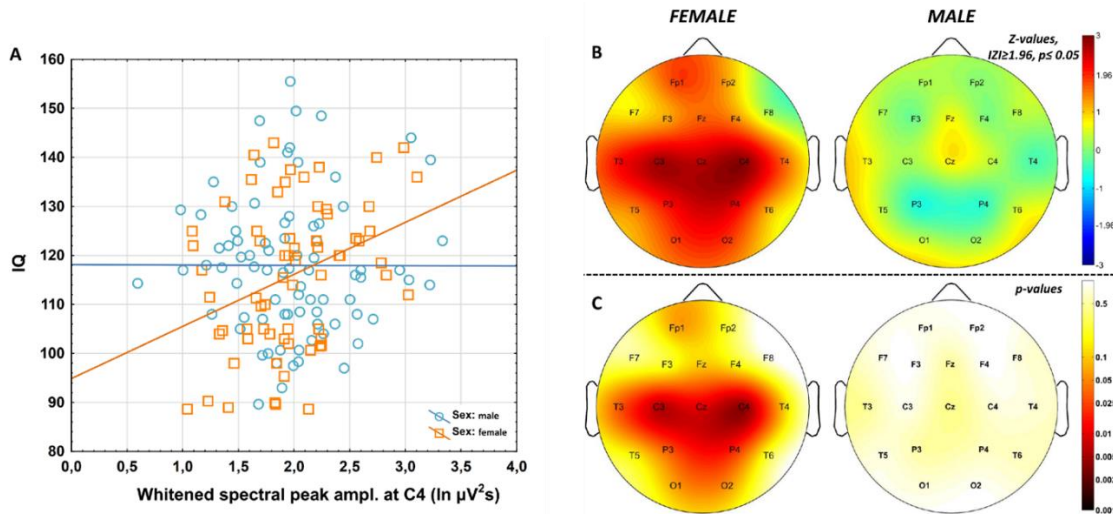 A
IQ
160
150
140
130
120
110
100
90
80
0,0 0,5 1,0 1,5 2,0 2,5 3,0 3,5 4,0
Whitened spectral peak ampl. at C4 (ln μV²s)
Sex: male
Sex: female
FEMALE MALE
B
Z-values,
IZI≥1.96, p≤ 0.05
Fp1 Fp2
F7 F3 Fz F4 F8
T3 C3 Cz C4 T4
T5 P3 P4 T6
O1 O2
Fp1 Fp2
F7 F3 Fz F4 F8
T3 C3 Cz C4 T4
T5 P3 P4 T6
O1 O2
3
1.96
1
0
-1
-1.96
-3
C
p-values
Fp1 Fp2
F7 F3 Fz F4 F8
T3 C3 Cz C4 T4
T5 P3 P4 T6
O1 O2
Fp1 Fp2
F7 F3 Fz F4 F8
T3 C3 Cz C4 T4
T5 P3 P4 T6
O1 O2
0.5
0.1
0.05
0.01